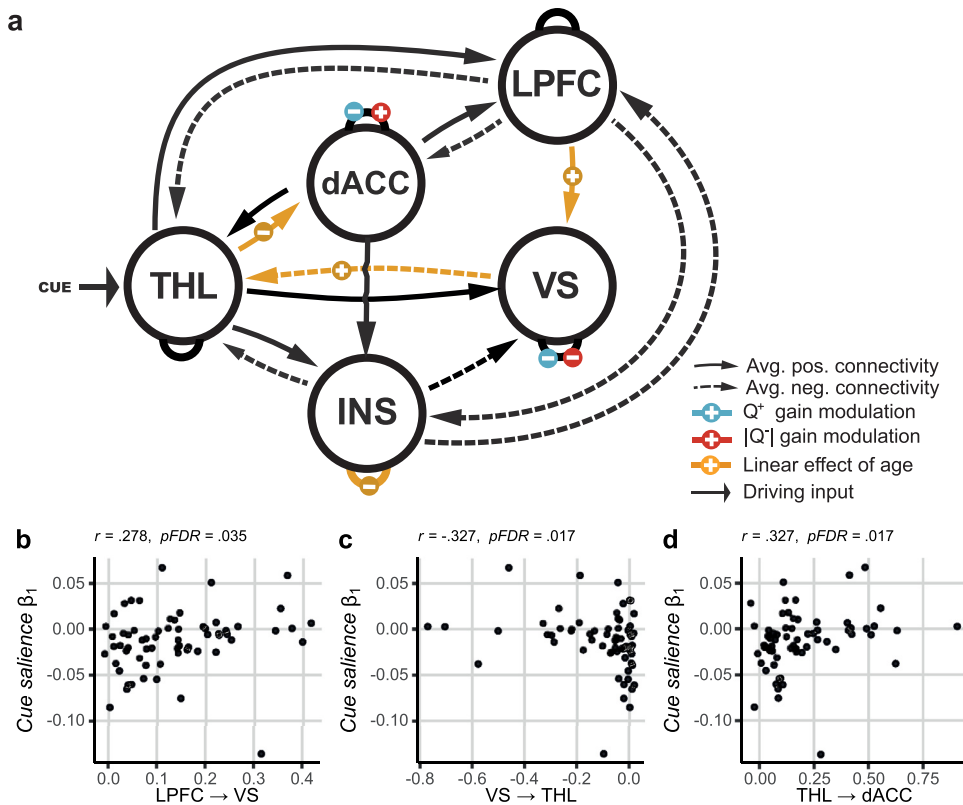 a
LPFC
dACC
THL
CUE
VS
INS
Avg. pos. connectivity
Avg. neg. connectivity
Q⁺ gain modulation
|Q⁻| gain modulation
Linear effect of age
Driving input
b
r = .278, pFDR = .035
Cue salience β₁
0.05
0.00
-0.05
-0.10
0.0 0.1 0.2 0.3 0.4
LPFC → VS
c
r = -.327, pFDR = .017
Cue salience β₁
0.05
0.00
-0.05
-0.10
-0.8 -0.6 -0.4 -0.2 0.0
VS → THL
d
r = .327, pFDR = .017
Cue salience β₁
0.05
0.00
-0.05
-0.10
0.00 0.25 0.50 0.75
THL → dACC